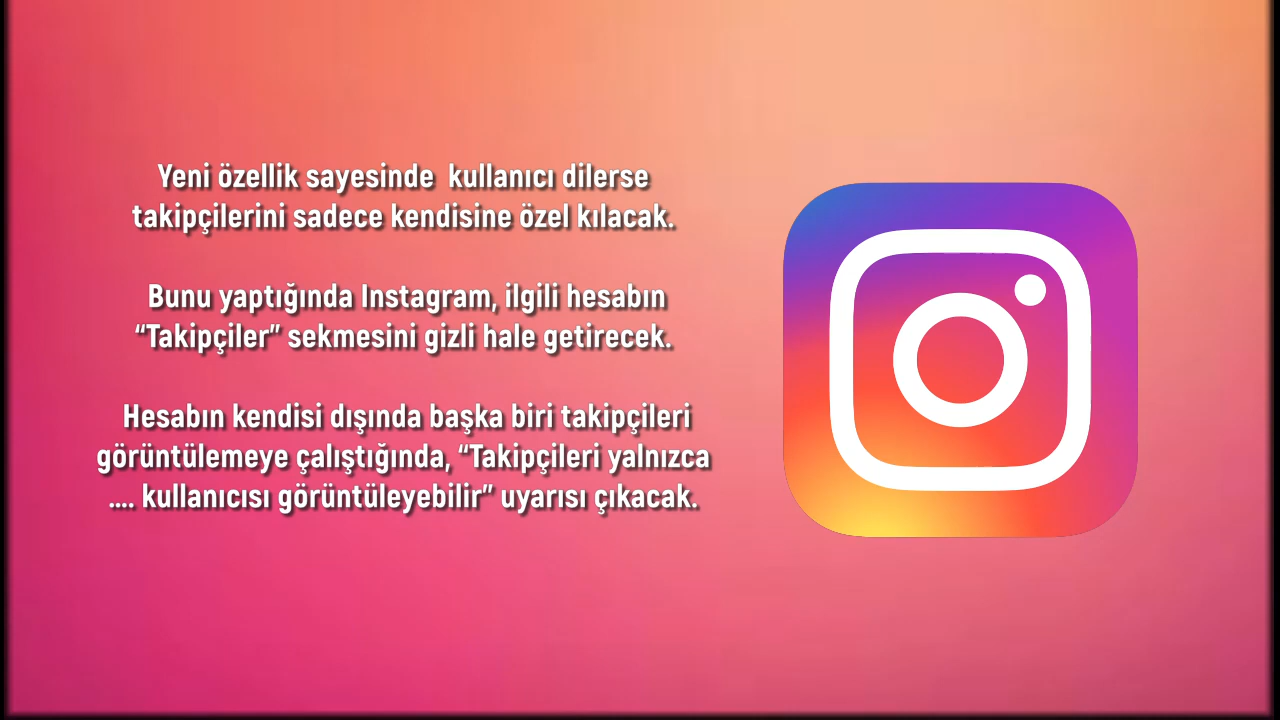 Yeni özellik sayesinde  kullanıcı dilerse
takipçilerini sadece kendisine özel kılacak.
Bunu yaptığında Instagram, ilgili hesabın
“Takipçiler” sekmesini gizli hale getirecek.
Hesabın kendisi dışında başka biri takipçileri
görüntülemeye çalıştığında, “Takipçileri yalnızca
.... kullanıcısı görüntüleyebilir” uyarısı çıkacak.